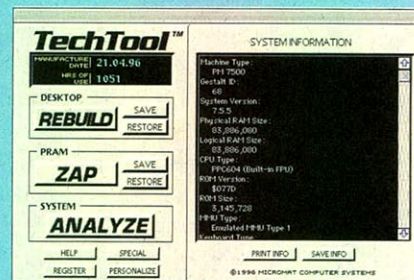 TechTool™
MANUFACTURE DATE 21.04.96
HRS OF USE 1051
DESKTOP
REBUILD
SAVE
RESTORE
PRAM
ZAP
SAVE
RESTORE
SYSTEM
ANALYZE
HELP
SPECIAL
REGISTER
PERSONALIZE
SYSTEM INFORMATION
Machine Type:
PM 7500
Gestalt ID:
68
System Version:
7.5.5
Physical RAM Size:
83,886,080
Logical RAM Size:
83,886,080
CPU Type:
PPC604 (Built-in FPU)
ROM Version:
$077D
ROM Size:
3,145,728
MMU Type:
Emulated MMU Type 1
Keyboard Type:
PRINT INFO
SAVE INFO
©1996 MICROMAT COMPUTER SYSTEMS